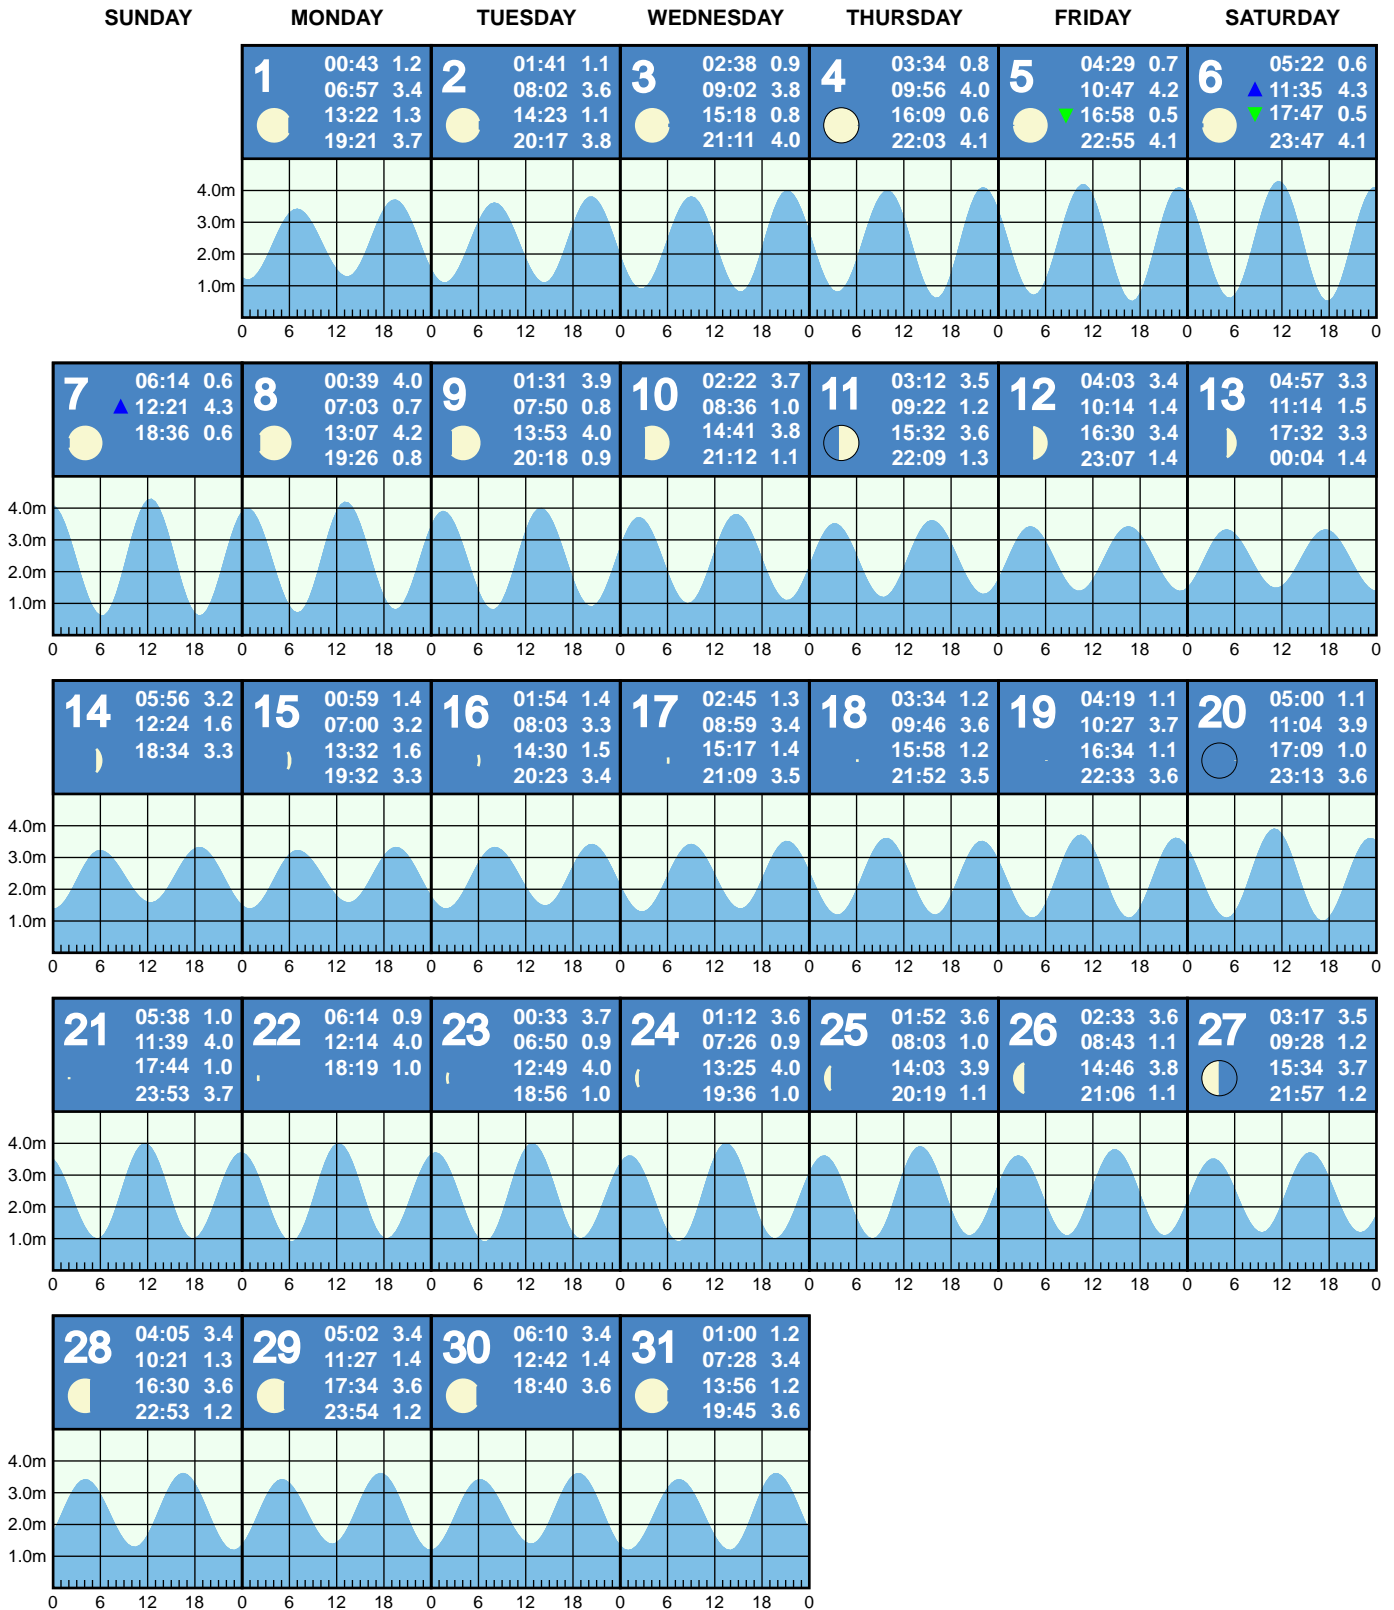 SUNDAY MONDAY TUESDAY WEDNESDAY THURSDAY FRIDAY SATURDAY
1 00:43 1.2 06:57 3.4 13:22 1.3 19:21 3.7
2 01:41 1.1 08:02 3.6 14:23 1.1 20:17 3.8
3 02:38 0.9 09:02 3.8 15:18 0.8 21:11 4.0
4 03:34 0.8 09:56 4.0 16:09 0.6 22:03 4.1
5 04:29 0.7 10:47 4.2 16:58 0.5 22:55 4.1
6 05:22 0.6 11:35 4.3 17:47 0.5 23:47 4.1
4.0m
3.0m
2.0m
1.0m
0 6 12 18 0 6 12 18 0 6 12 18 0 6 12 18 0 6 12 18 0 6 12 18 0
7 06:14 0.6 12:21 4.3 18:36 0.6
8 00:39 4.0 07:03 0.7 13:07 4.2 19:26 0.8
9 01:31 3.9 07:50 0.8 13:53 4.0 20:18 0.9
10 02:22 3.7 08:36 1.0 14:41 3.8 21:12 1.1
11 03:12 3.5 09:22 1.2 15:32 3.6 22:09 1.3
12 04:03 3.4 10:14 1.4 16:30 3.4 23:07 1.4
13 04:57 3.3 11:14 1.5 17:32 3.3 00:04 1.4
4.0m
3.0m
2.0m
1.0m
0 6 12 18 0 6 12 18 0 6 12 18 0 6 12 18 0 6 12 18 0 6 12 18 0 6 12 18 0
14 05:56 3.2 12:24 1.6 18:34 3.3
15 00:59 1.4 07:00 3.2 13:32 1.6 19:32 3.3
16 01:54 1.4 08:03 3.3 14:30 1.5 20:23 3.4
17 02:45 1.3 08:59 3.4 15:17 1.4 21:09 3.5
18 03:34 1.2 09:46 3.6 15:58 1.2 21:52 3.5
19 04:19 1.1 10:27 3.7 16:34 1.1 22:33 3.6
20 05:00 1.1 11:04 3.9 17:09 1.0 23:13 3.6
4.0m
3.0m
2.0m
1.0m
0 6 12 18 0 6 12 18 0 6 12 18 0 6 12 18 0 6 12 18 0 6 12 18 0 6 12 18 0
21 05:38 1.0 11:39 4.0 17:44 1.0 23:53 3.7
22 06:14 0.9 12:14 4.0 18:19 1.0
23 00:33 3.7 06:50 0.9 12:49 4.0 18:56 1.0
24 01:12 3.6 07:26 0.9 13:25 4.0 19:36 1.0
25 01:52 3.6 08:03 1.0 14:03 3.9 20:19 1.1
26 02:33 3.6 08:43 1.1 14:46 3.8 21:06 1.1
27 03:17 3.5 09:28 1.2 15:34 3.7 21:57 1.2
4.0m
3.0m
2.0m
1.0m
0 6 12 18 0 6 12 18 0 6 12 18 0 6 12 18 0 6 12 18 0 6 12 18 0 6 12 18 0
28 04:05 3.4 10:21 1.3 16:30 3.6 22:53 1.2
29 05:02 3.4 11:27 1.4 17:34 3.6 23:54 1.2
30 06:10 3.4 12:42 1.4 18:40 3.6
31 01:00 1.2 07:28 3.4 13:56 1.2 19:45 3.6
4.0m
3.0m
2.0m
1.0m
0 6 12 18 0 6 12 18 0 6 12 18 0 6 12 18 0